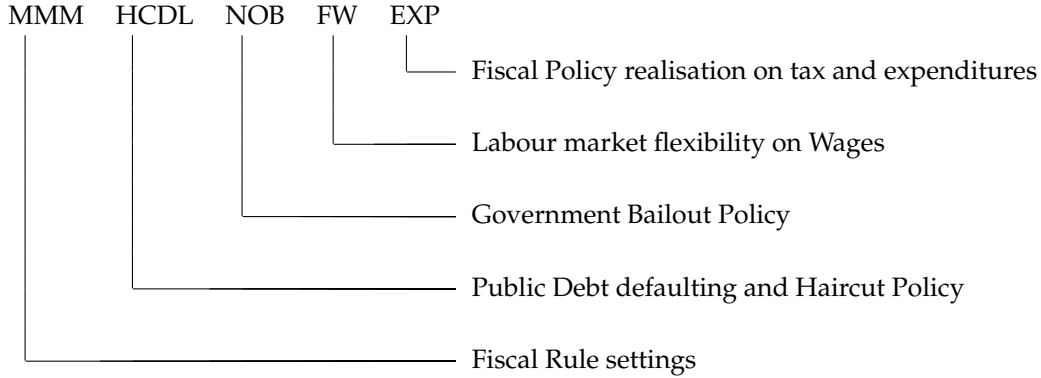 MMM HCDL NOB FW EXP
Fiscal Policy realisation on tax and expenditures
Labour market flexibility on Wages
Government Bailout Policy
Public Debt defaulting and Haircut Policy
Fiscal Rule settings